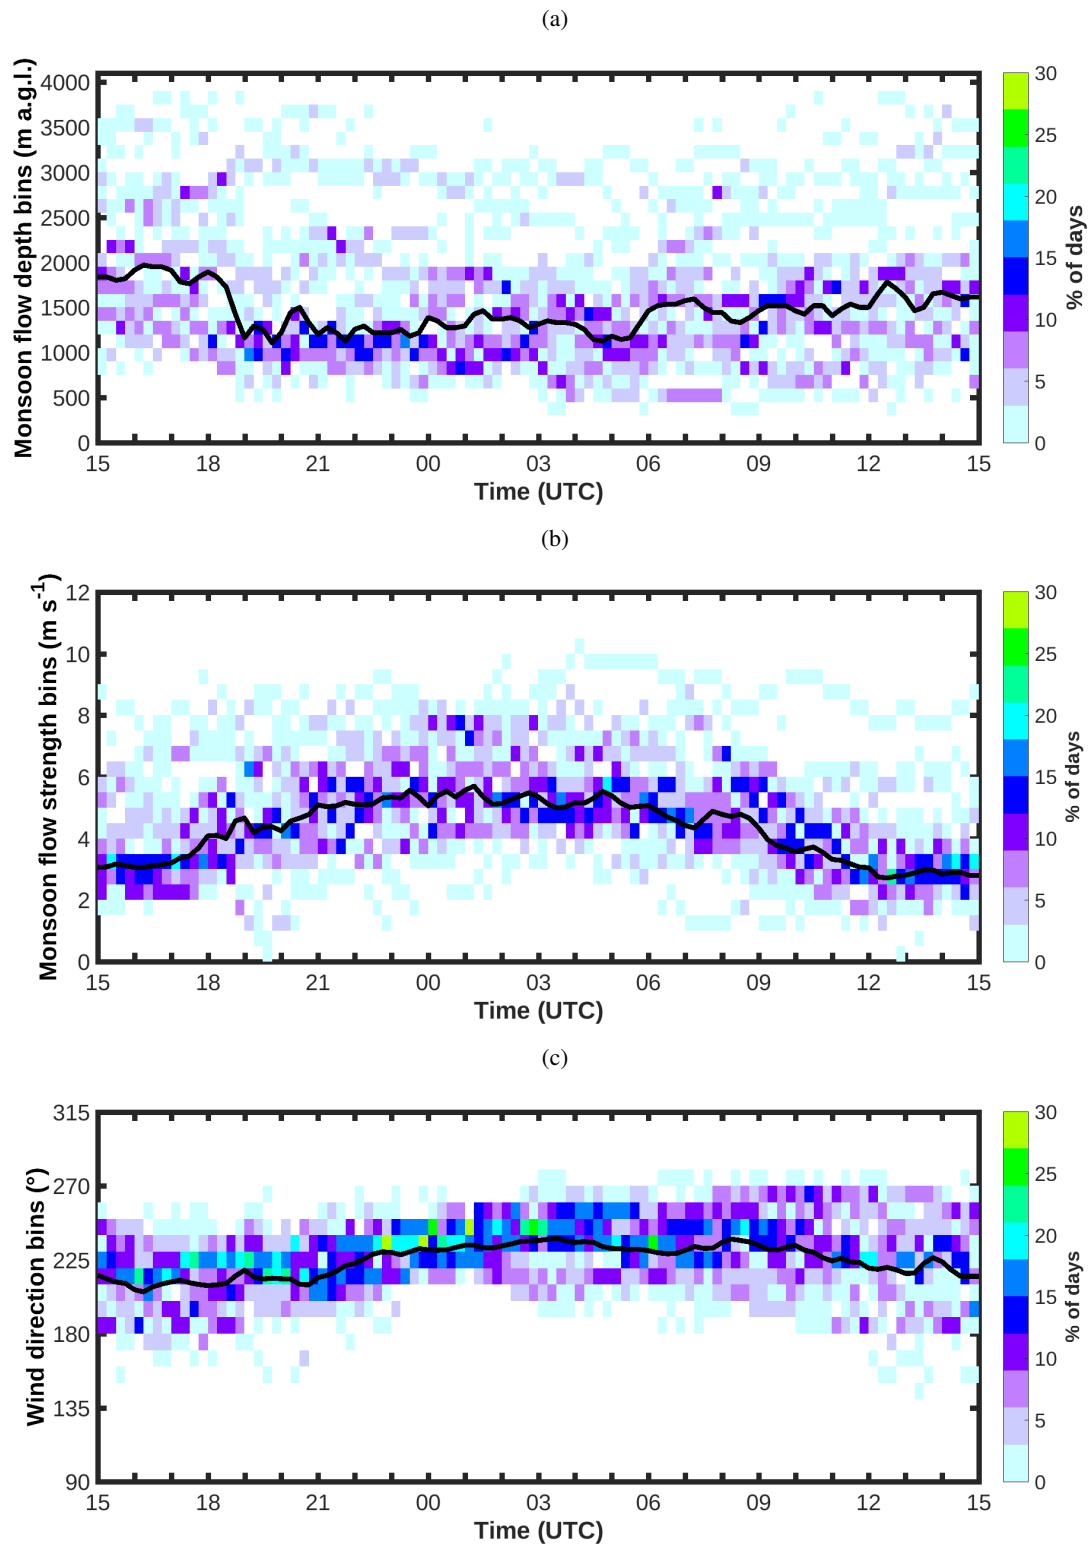 (a)
Monsoon flow depth bins (m a.g.l.)
4000
3500
3000
2500
2000
1500
1000
500
0
15 18 21 00 03 06 09 12 15
Time (UTC)
30
25
20
15
10
5
0
% of days
(b)
Monsoon flow strength bins (m s-1)
12
10
8
6
4
2
0
15 18 21 00 03 06 09 12 15
Time (UTC)
30
25
20
15
10
5
0
% of days
(c)
Wind direction bins (°)
315
270
225
180
135
90
15 18 21 00 03 06 09 12 15
Time (UTC)
30
25
20
15
10
5
0
% of days